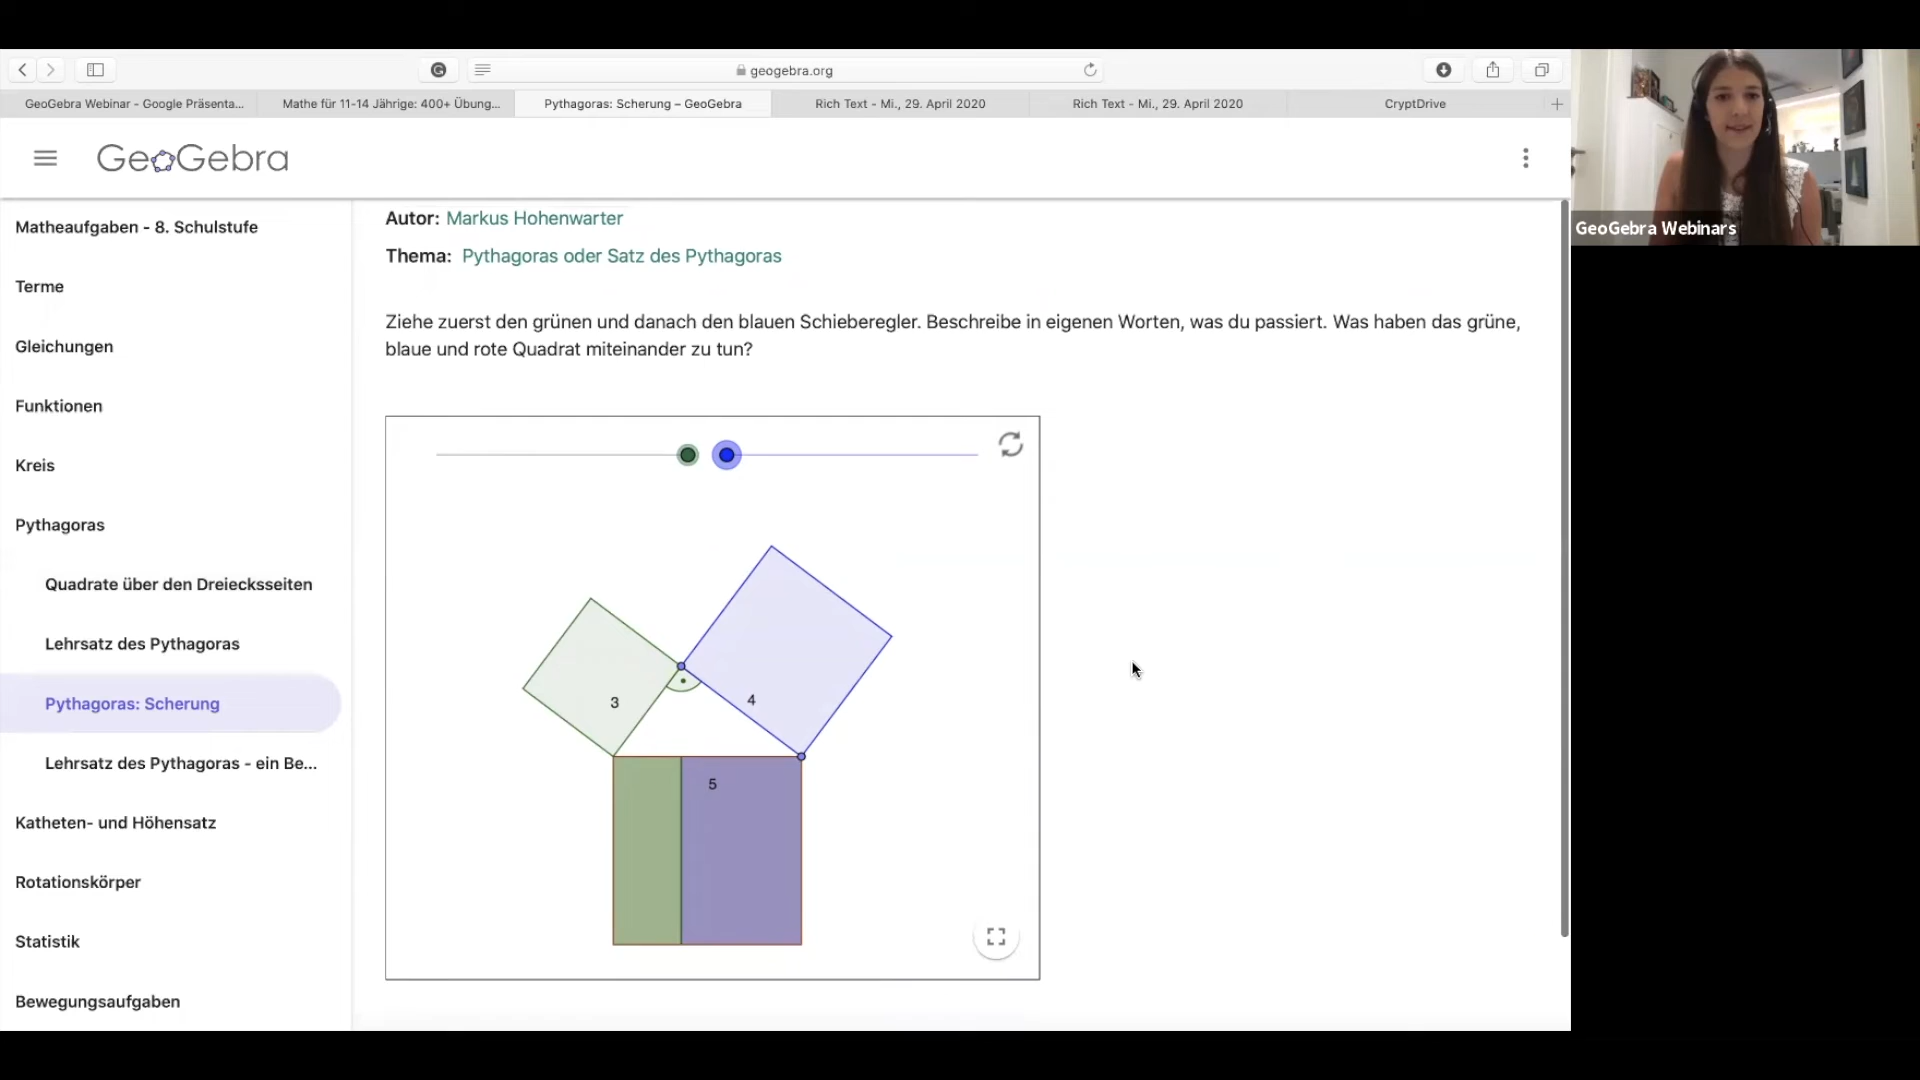 geogebra.org
GeoGebra Webinar - Google Präsenta...
Mathe für 11-14 Jährige: 400+ Übung...
Pythagoras: Scherung – GeoGebra
Rich Text - Mi., 29. April 2020
Rich Text - Mi., 29. April 2020
CryptDrive
GeoGebra
GeoGebra Webinars
Matheaufgaben - 8. Schulstufe
Terme
Gleichungen
Funktionen
Kreis
Pythagoras
Quadrate über den Dreiecksseiten
Lehrsatz des Pythagoras
Pythagoras: Scherung
Lehrsatz des Pythagoras - ein Be...
Katheten- und Höhensatz
Rotationskörper
Statistik
Bewegungsaufgaben
Autor: Markus Hohenwarter
Thema: Pythagoras oder Satz des Pythagoras
Ziehe zuerst den grünen und danach den blauen Schieberegler. Beschreibe in eigenen Worten, was du passiert. Was haben das grüne,
blaue und rote Quadrat miteinander zu tun?
3
4
5